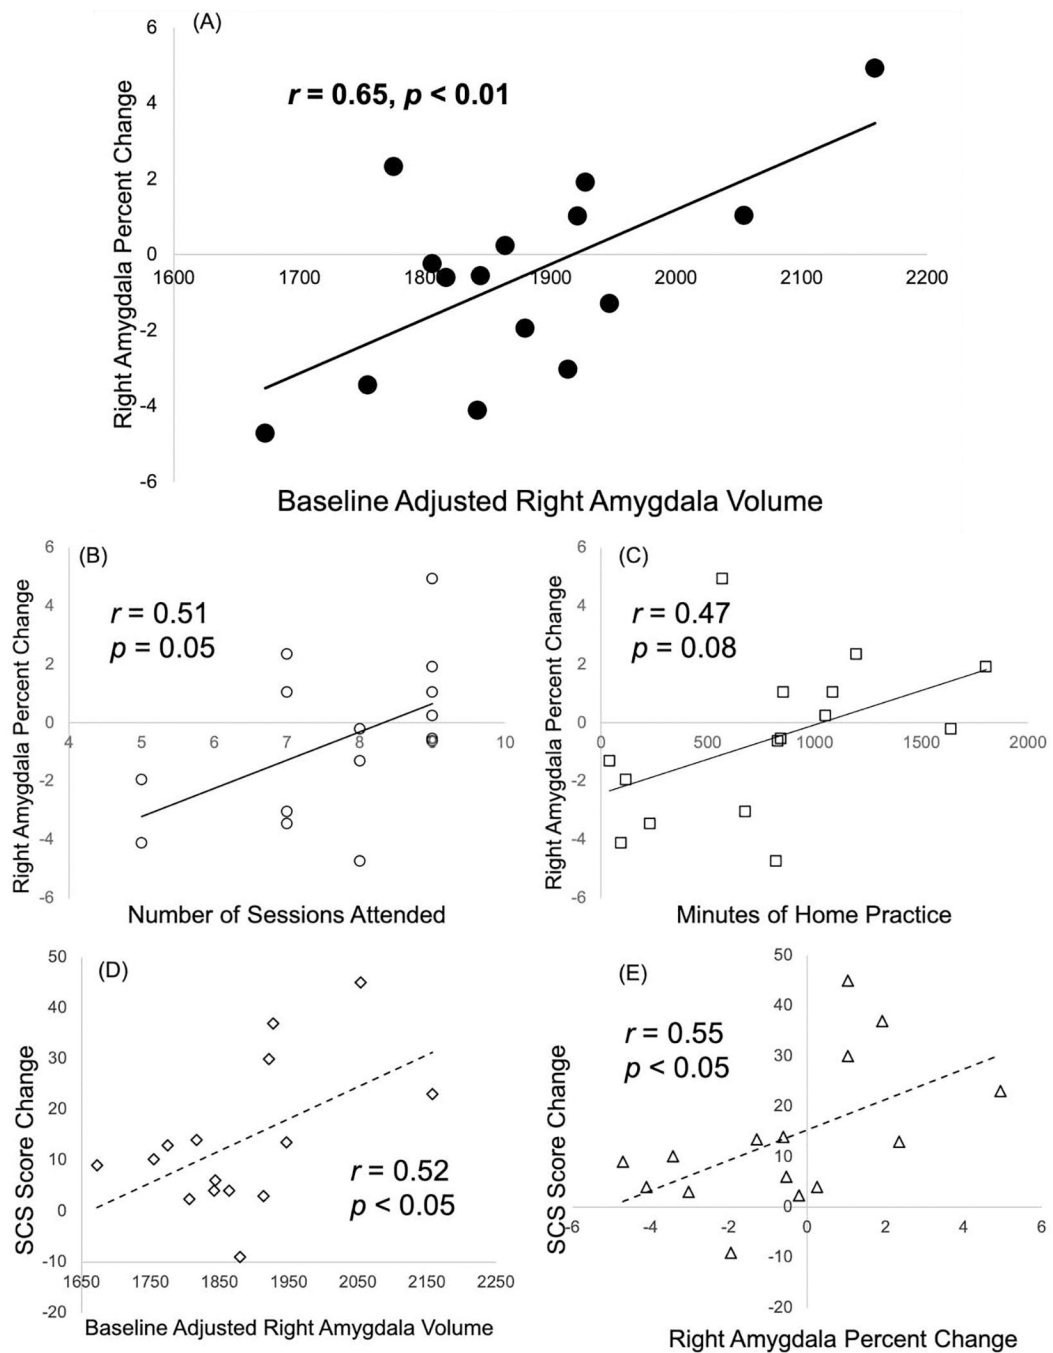 (A)
r = 0.65, p < 0.01
Right Amygdala Percent Change
6
4
2
0
-2
-4
-6
1600 1700 1800 1900 2000 2100 2200
Baseline Adjusted Right Amygdala Volume
(B)
r = 0.51
p = 0.05
Right Amygdala Percent Change
6
4
2
0
-2
-4
-6
4 5 6 7 8 9 10
Number of Sessions Attended
(C)
r = 0.47
p = 0.08
Right Amygdala Percent Change
6
4
2
0
-2
-4
-6
0 500 1000 1500 2000
Minutes of Home Practice
(D)
r = 0.52
p < 0.05
SCS Score Change
50
40
30
20
10
0
-10
-20
1650 1750 1850 1950 2050 2150 2250
Baseline Adjusted Right Amygdala Volume
(E)
r = 0.55
p < 0.05
SCS Score Change
50
40
30
20
10
0
-10
-20
-6 -4 -2 0 2 4 6
Right Amygdala Percent Change